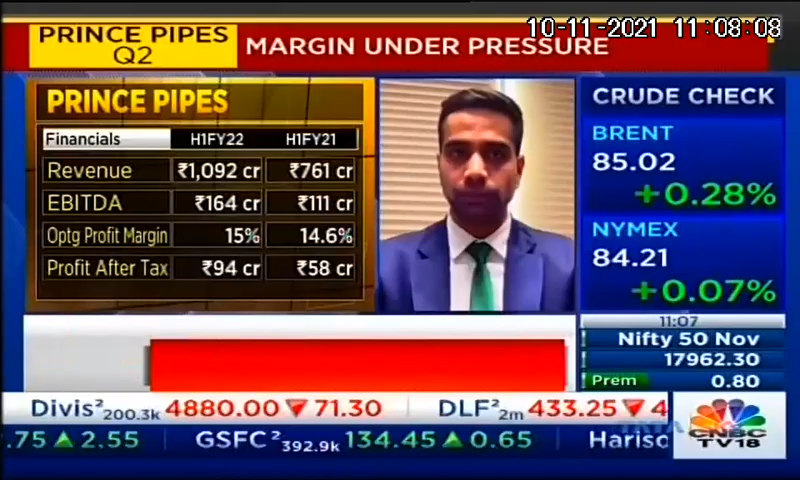 PRINCE PIPES
Q2
MARGIN UNDER PRESSURE
10-11-2021 11:08:08
PRINCE PIPES
Financials H1FY22 H1FY21
Revenue ₹1,092 cr ₹761 cr
EBITDA ₹164 cr ₹111 cr
Optg Profit Margin 15% 14.6%
Profit After Tax ₹94 cr ₹58 cr
CRUDE CHECK
BRENT
85.02
+0.28%
NYMEX
84.21
+0.07%
11:07
Nifty 50 Nov
17962.30
Prem 0.80
Divis² 200.3k 4880.00 ▼ 71.30 DLF² 2m 433.25 ▼ 4
.75 ▲ 2.55 GSFC² 392.9k 134.45 ▲ 0.65 Hariso
TATA
CNBC
TV18